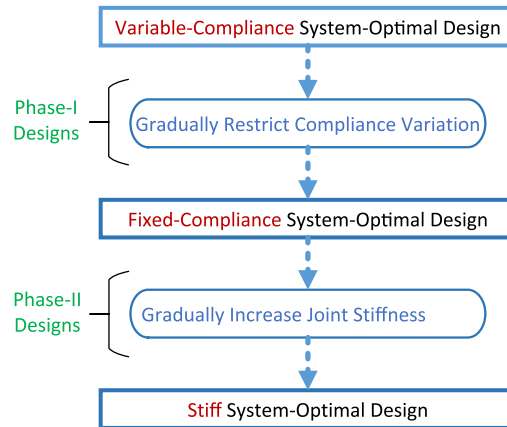 Variable-Compliance System-Optimal Design
Phase-I
Designs
Gradually Restrict Compliance Variation
Fixed-Compliance System-Optimal Design
Phase-II
Designs
Gradually Increase Joint Stiffness
Stiff System-Optimal Design